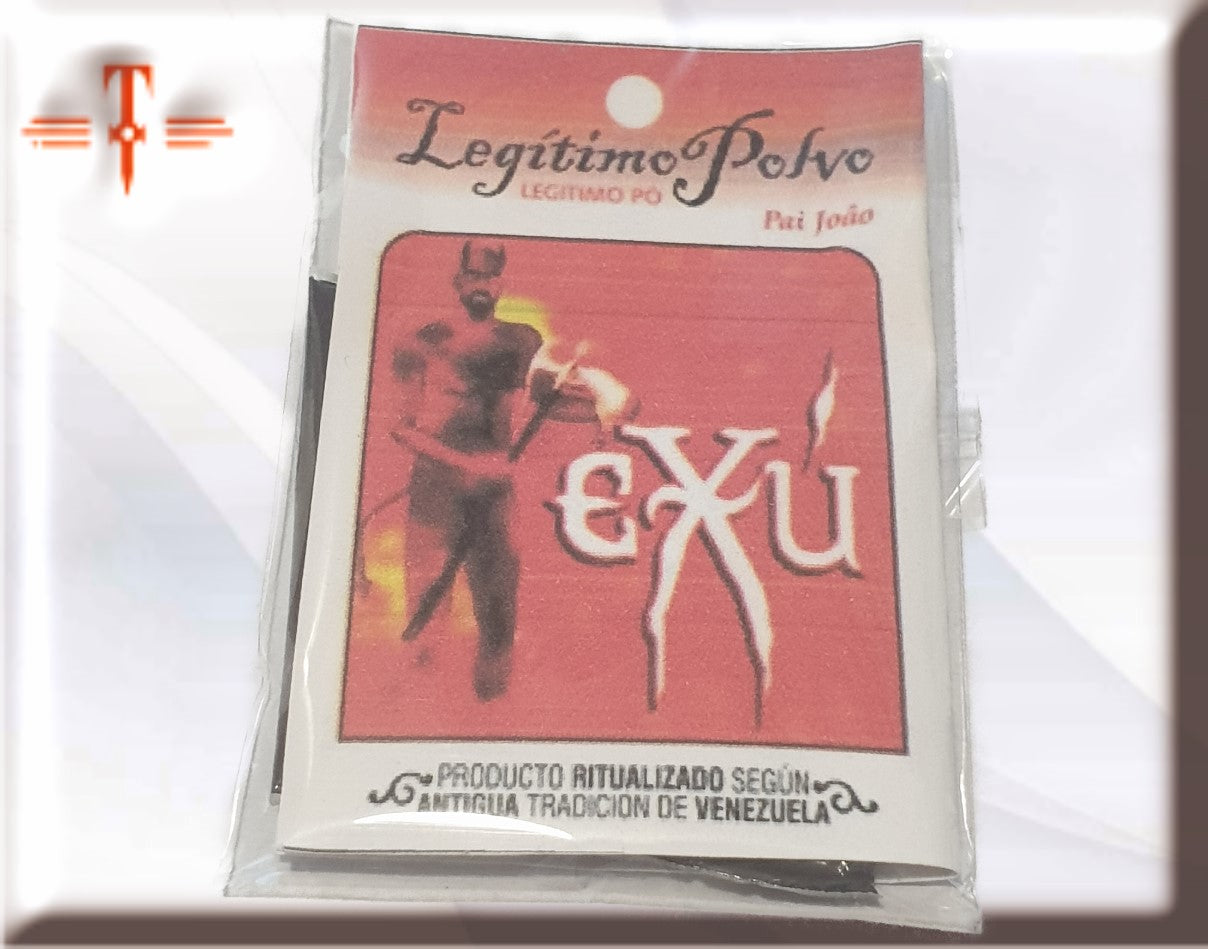 Legítimo Polvo
LEGITIMO PÓ
Pai João
eXú
PRODUCTO RITUALIZADO SEGÚN
ANTIGUA TRADICION DE VENEZUELA